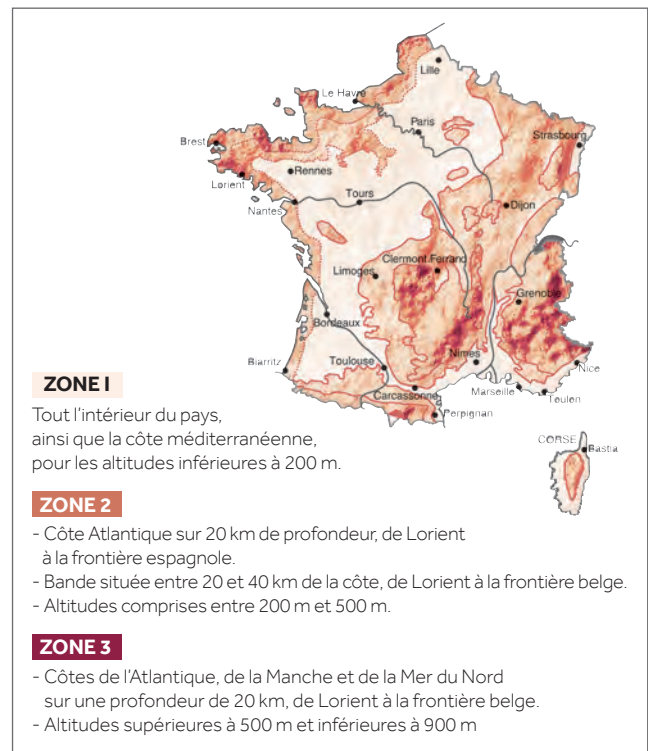 Lille
Le Havre
Paris
Strasbourg
Brest
Rennes
Lorient
Tours
Nantes
Dijon
Clermont Ferrand
Limoges
Grenoble
Bordeaux
Biarritz
Toulouse
Nimes
Nice
Carcassonne
Marseille
Toulon
Perpignan
CORSE
Bastia
ZONE I
Tout l'intérieur du pays,
ainsi que la côte méditerranéenne,
pour les altitudes inférieures à 200 m.
ZONE 2
- Côte Atlantique sur 20 km de profondeur, de Lorient
à la frontière espagnole.
- Bande située entre 20 et 40 km de la côte, de Lorient à la frontière belge.
- Altitudes comprises entre 200 m et 500 m.
ZONE 3
- Côtes de l'Atlantique, de la Manche et de la Mer du Nord
sur une profondeur de 20 km, de Lorient à la frontière belge.
- Altitudes supérieures à 500 m et inférieures à 900 m